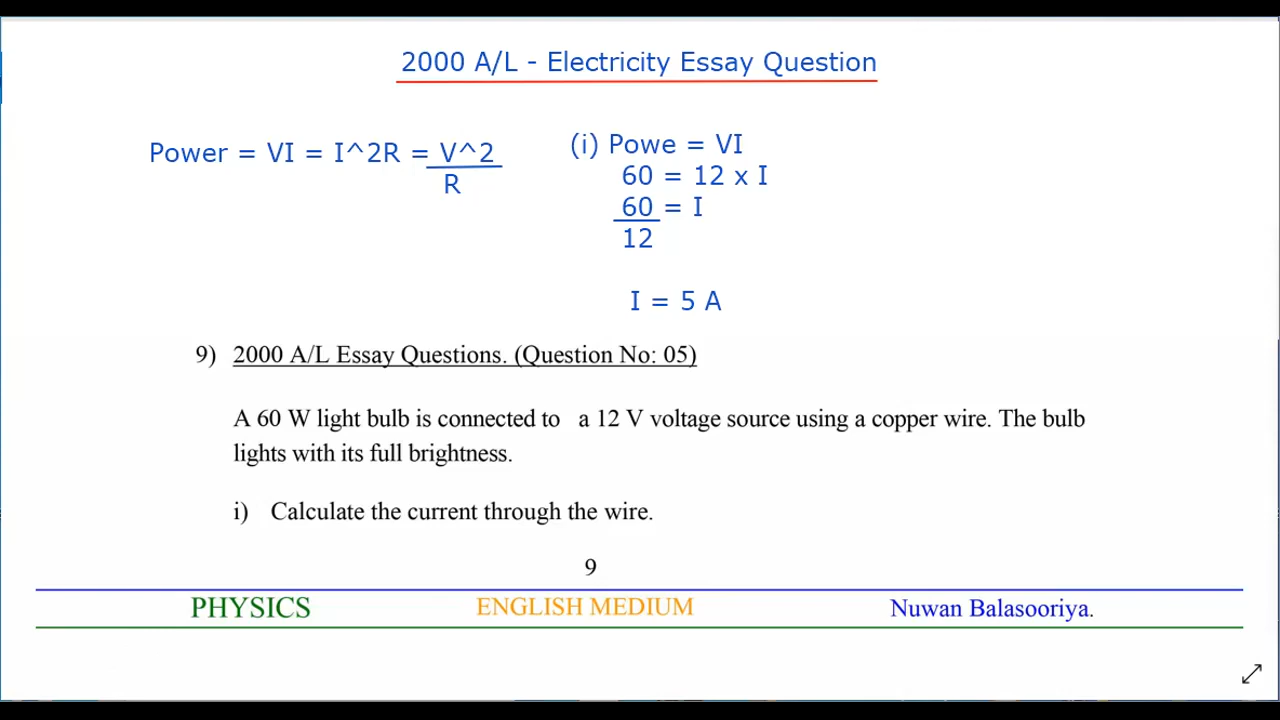 2000 A/L - Electricity Essay Question
Power = VI = I^2R = V^2
R
(i) Powe = VI
60 = 12 x I
60 = I
12
I = 5 A
9) 2000 A/L Essay Questions. (Question No: 05)
A 60 W light bulb is connected to a 12 V voltage source using a copper wire. The bulb
lights with its full brightness.
i) Calculate the current through the wire.
9
PHYSICS ENGLISH MEDIUM Nuwan Balasooriya.